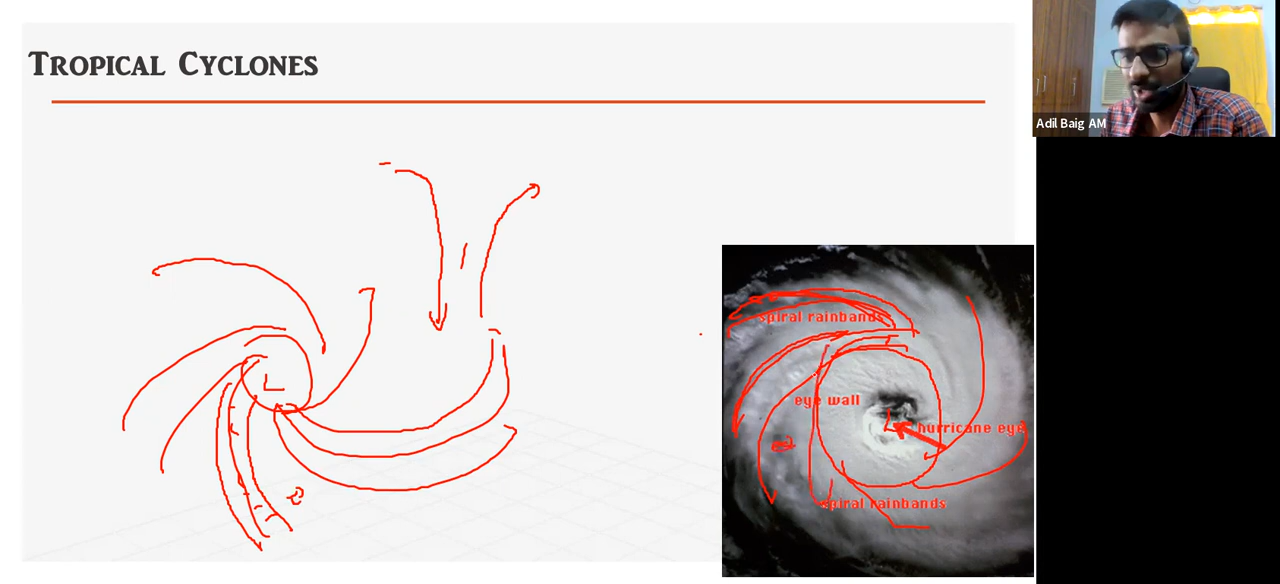 TROPICAL CYCLONES
Adil Baig AM
L
spiral rainbands
eye wall
L
hurricane eye
spiral rainbands